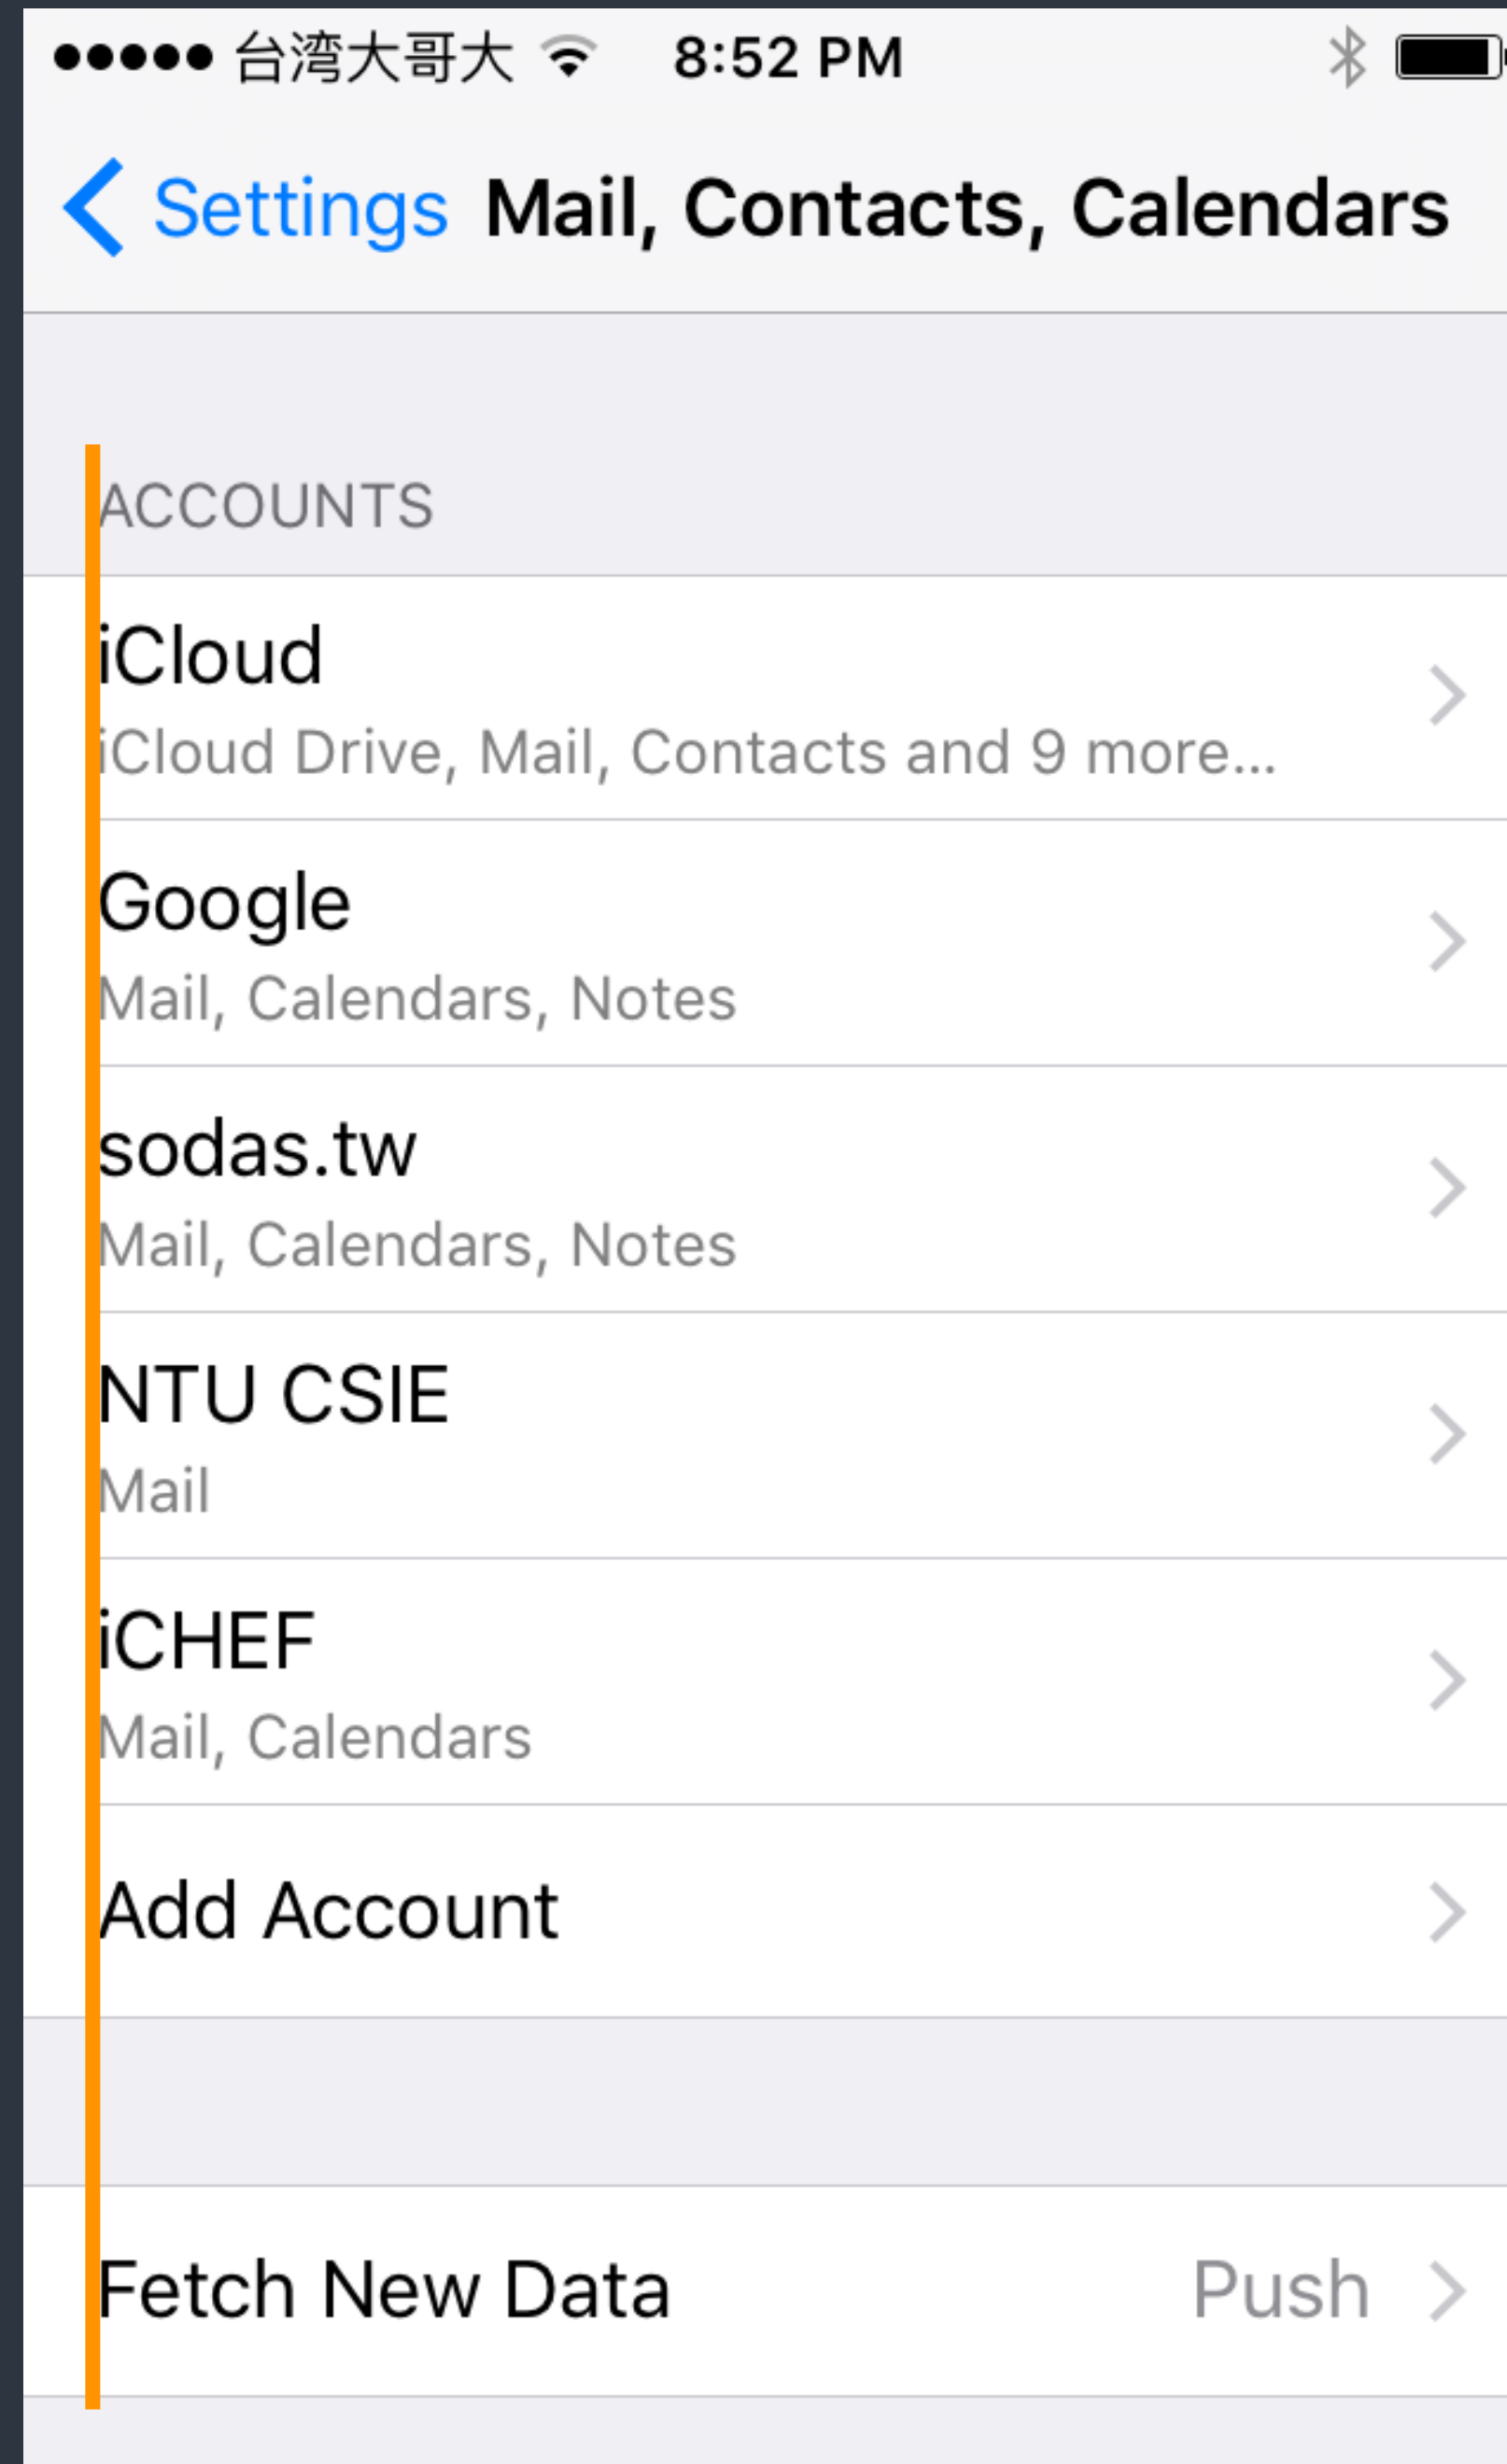 台灣大哥大 8:52 PM
Settings Mail, Contacts, Calendars
ACCOUNTS
iCloud
iCloud Drive, Mail, Contacts and 9 more...
Google
Mail, Calendars, Notes
sodas.tw
Mail, Calendars, Notes
NTU CSIE
Mail
iCHEF
Mail, Calendars
Add Account
Fetch New Data Push